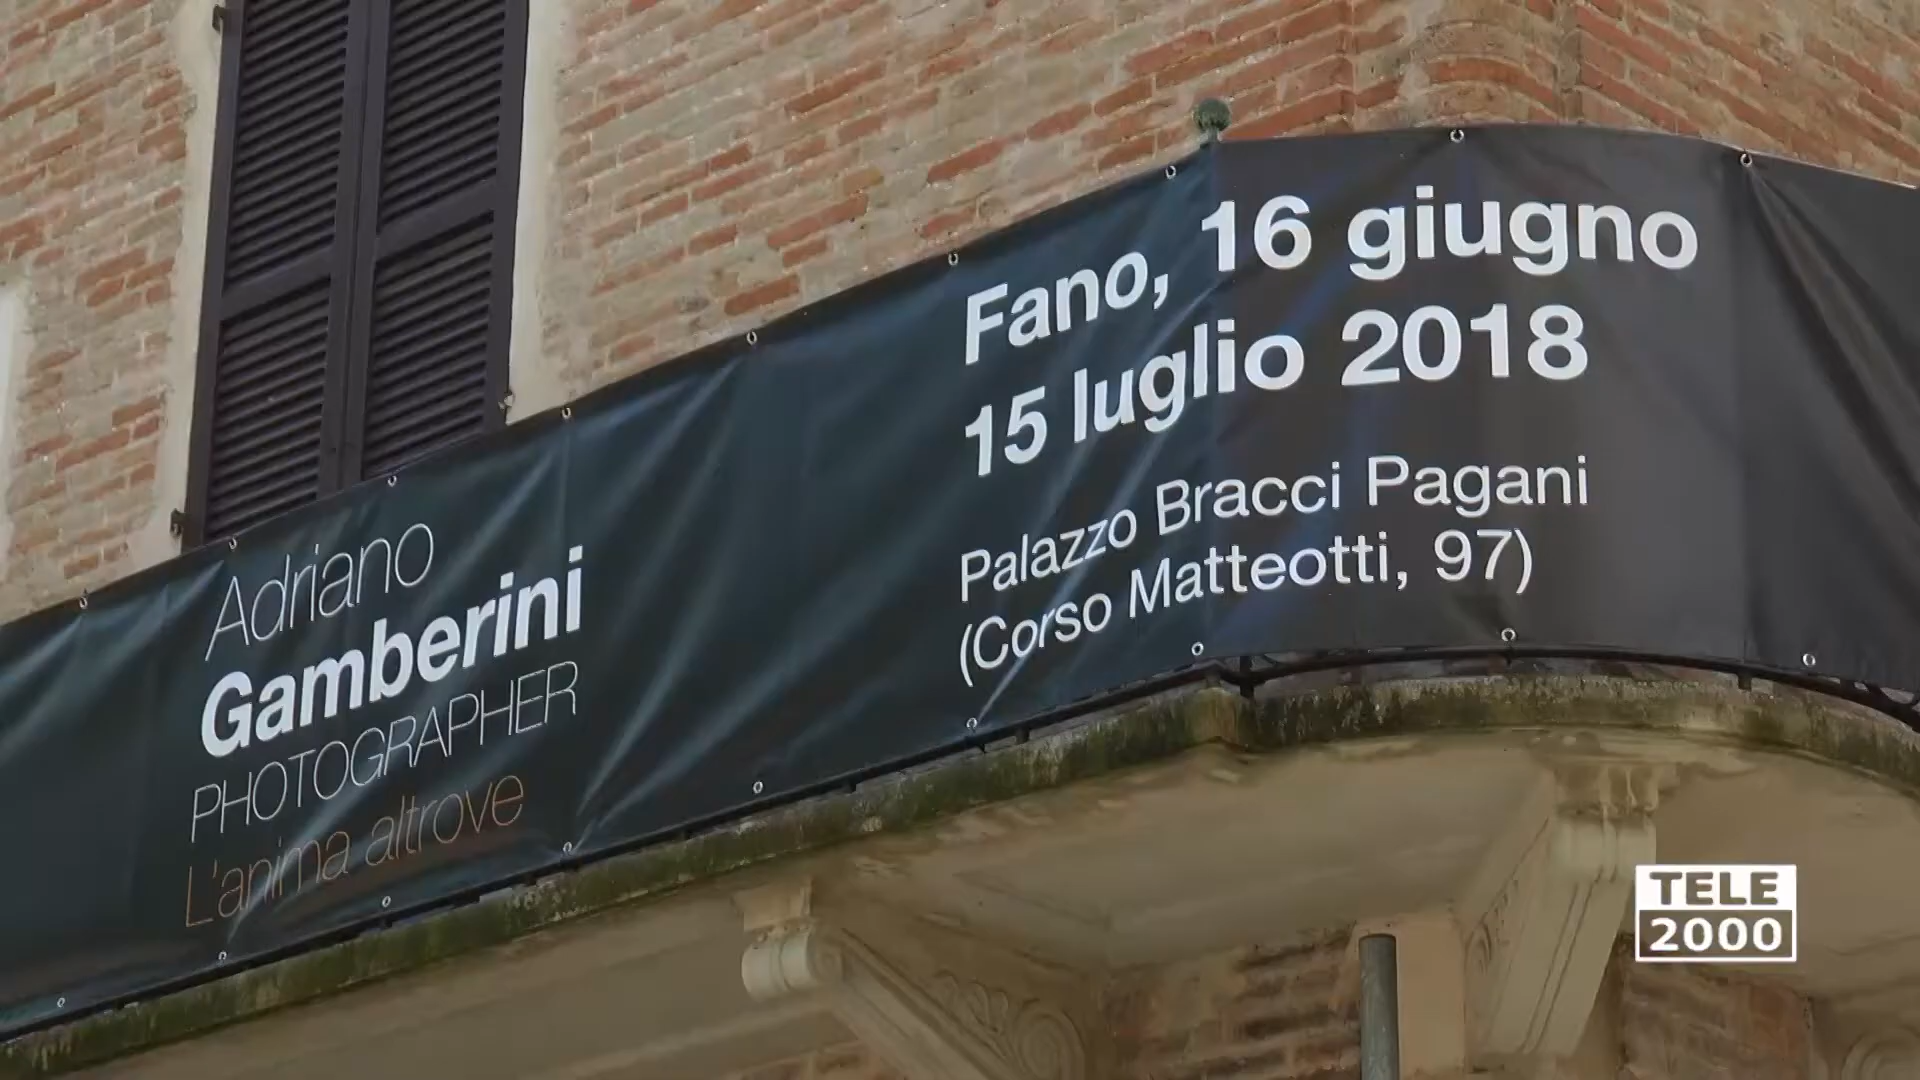 Adriano
Gamberini
PHOTOGRAPHER
L'anima altrove
Fano, 16 giugno
15 luglio 2018
Palazzo Bracci Pagani
(Corso Matteotti, 97)
TELE
2000